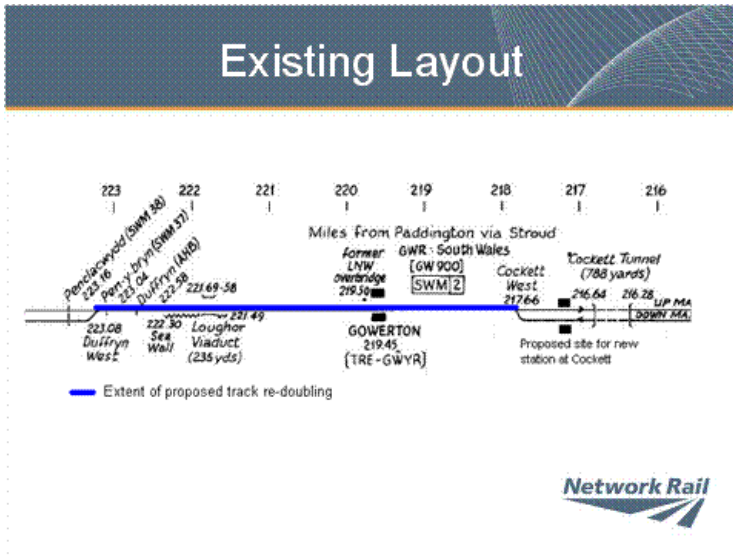 Existing Layout
223 222 221 220 219 218 217 216
Miles from Paddington via Stroud
Penclacwydd (SWM 38)
223.16
Pen-y-bryn (SWM 37)
223.04
Duffryn (AHB)
222.58
221.69-58
former
LNW
overbridge
219.50
GWR: South Wales
[GW 900]
SWM 2
Cockett
West
217.66
Cockett Tunnel
(788 yards)
216.64 216.28
UP MA
DOWN MA.
223.08
Duffryn
West
222.30
Sea
Wall
221.49
Loughor
Viaduct
(235 yds)
GOWERTON
219.45
(TRE-GWYR)
Proposed site for new
station at Cockett
Extent of proposed track re-doubling
Network Rail